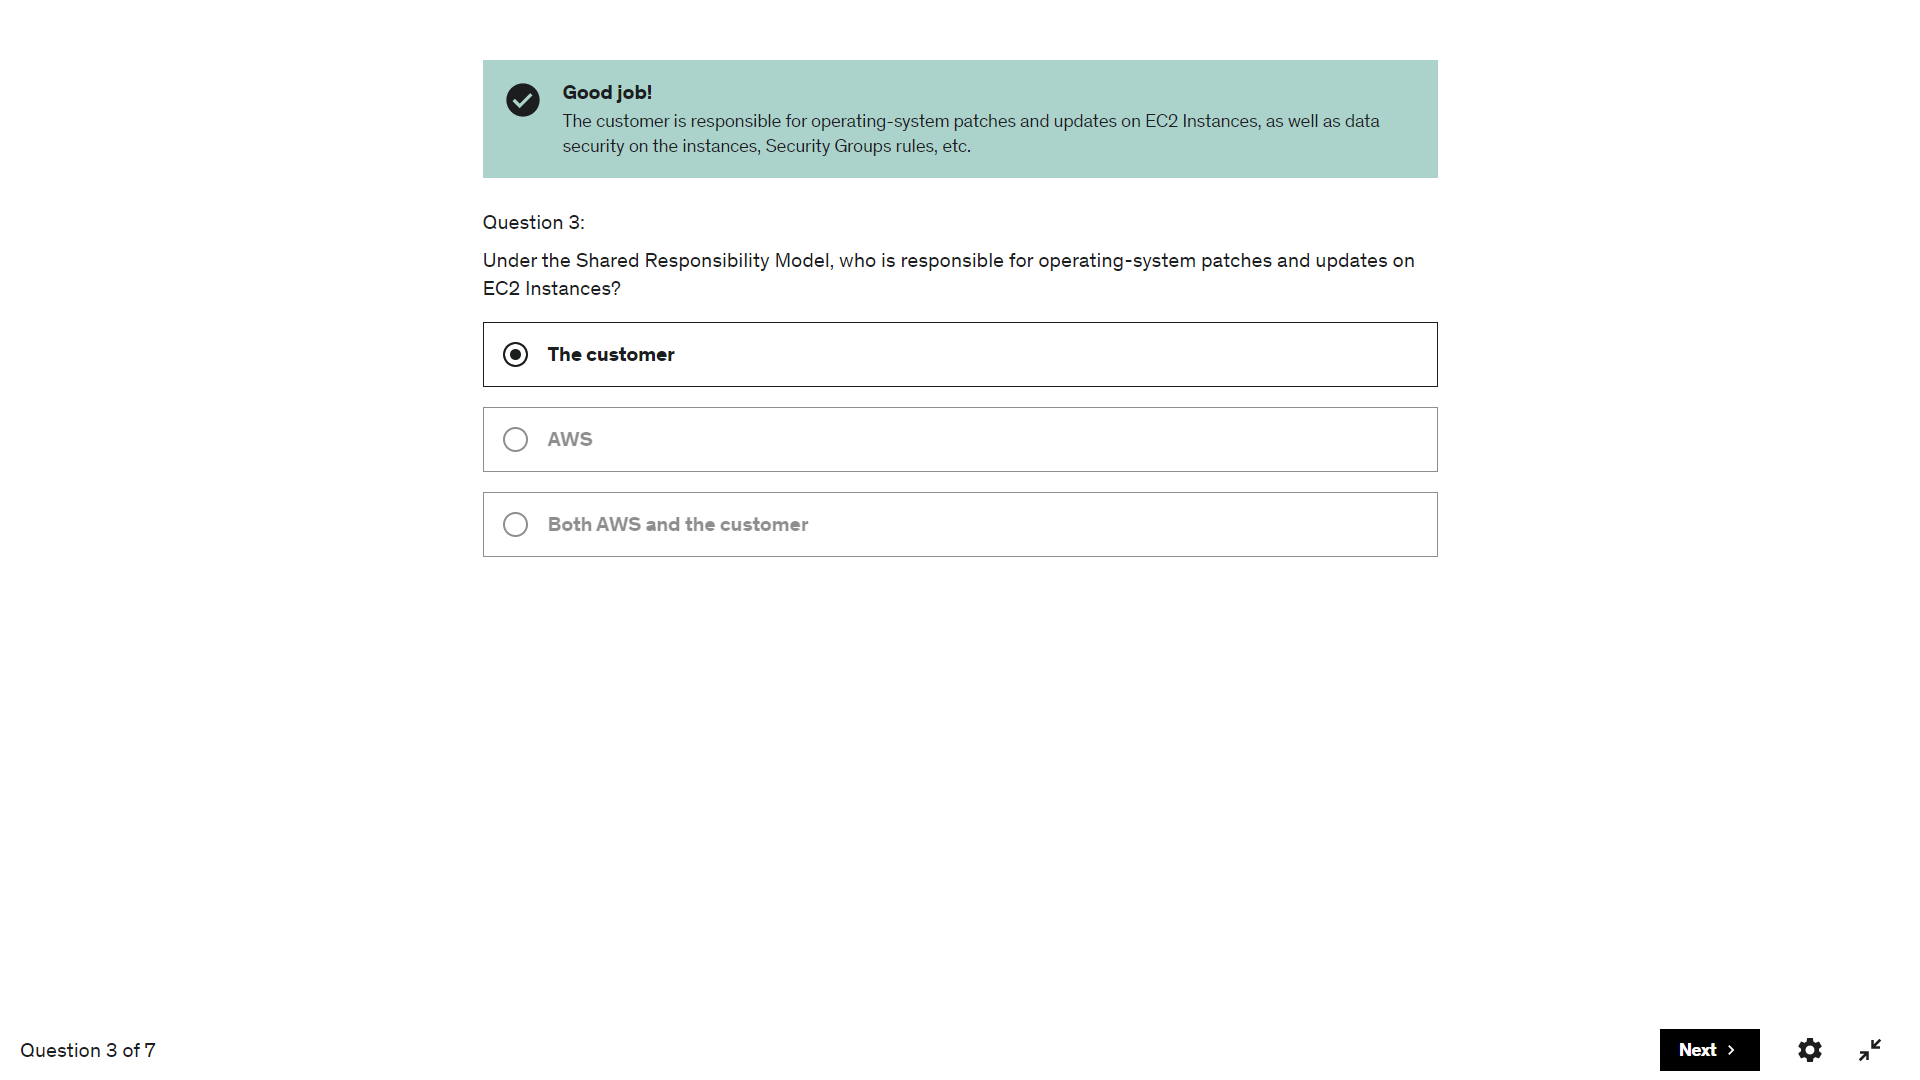 Good job!
The customer is responsible for operating-system patches and updates on EC2 Instances, as well as data
security on the instances, Security Groups rules, etc.
Question 3:
Under the Shared Responsibility Model, who is responsible for operating-system patches and updates on
EC2 Instances?
The customer
AWS
Both AWS and the customer
Question 3 of 7
Next